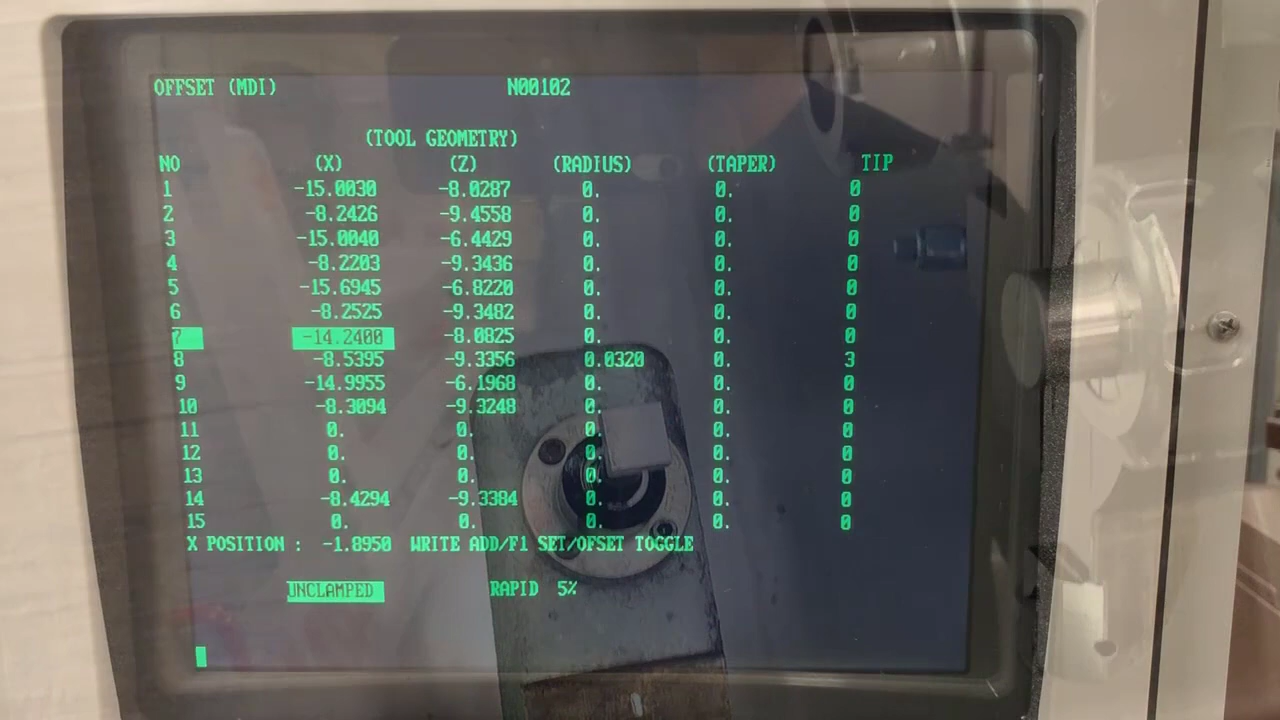 OFFSET (MDI) N00102
(TOOL GEOMETRY)
NO (X) (Z) (RADIUS) (TAPER) TIP
1 -15.0030 -8.0287 0. 0. 0
2 -8.2426 -9.4558 0. 0. 0
3 -15.0040 -6.4429 0. 0. 0
4 -8.2203 -9.3436 0. 0. 0
5 -15.6945 -6.8220 0. 0. 0
6 -8.2525 -9.3482 0. 0. 0
7 -14.2400 -8.0825 0. 0. 0
8 -8.5395 -9.3356 0.0320 0. 3
9 -14.9955 -6.1968 0. 0. 0
10 -8.3094 -9.3248 0. 0. 0
11 0. 0. 0. 0. 0
12 0. 0. 0. 0. 0
13 0. 0. 0. 0. 0
14 -8.4294 -9.3384 0. 0. 0
15 0. 0. 0. 0. 0
X POSITION : -1.8950 WRITE ADD/F1 SET/OFSET TOGGLE
UNCLAMPED RAPID 5%